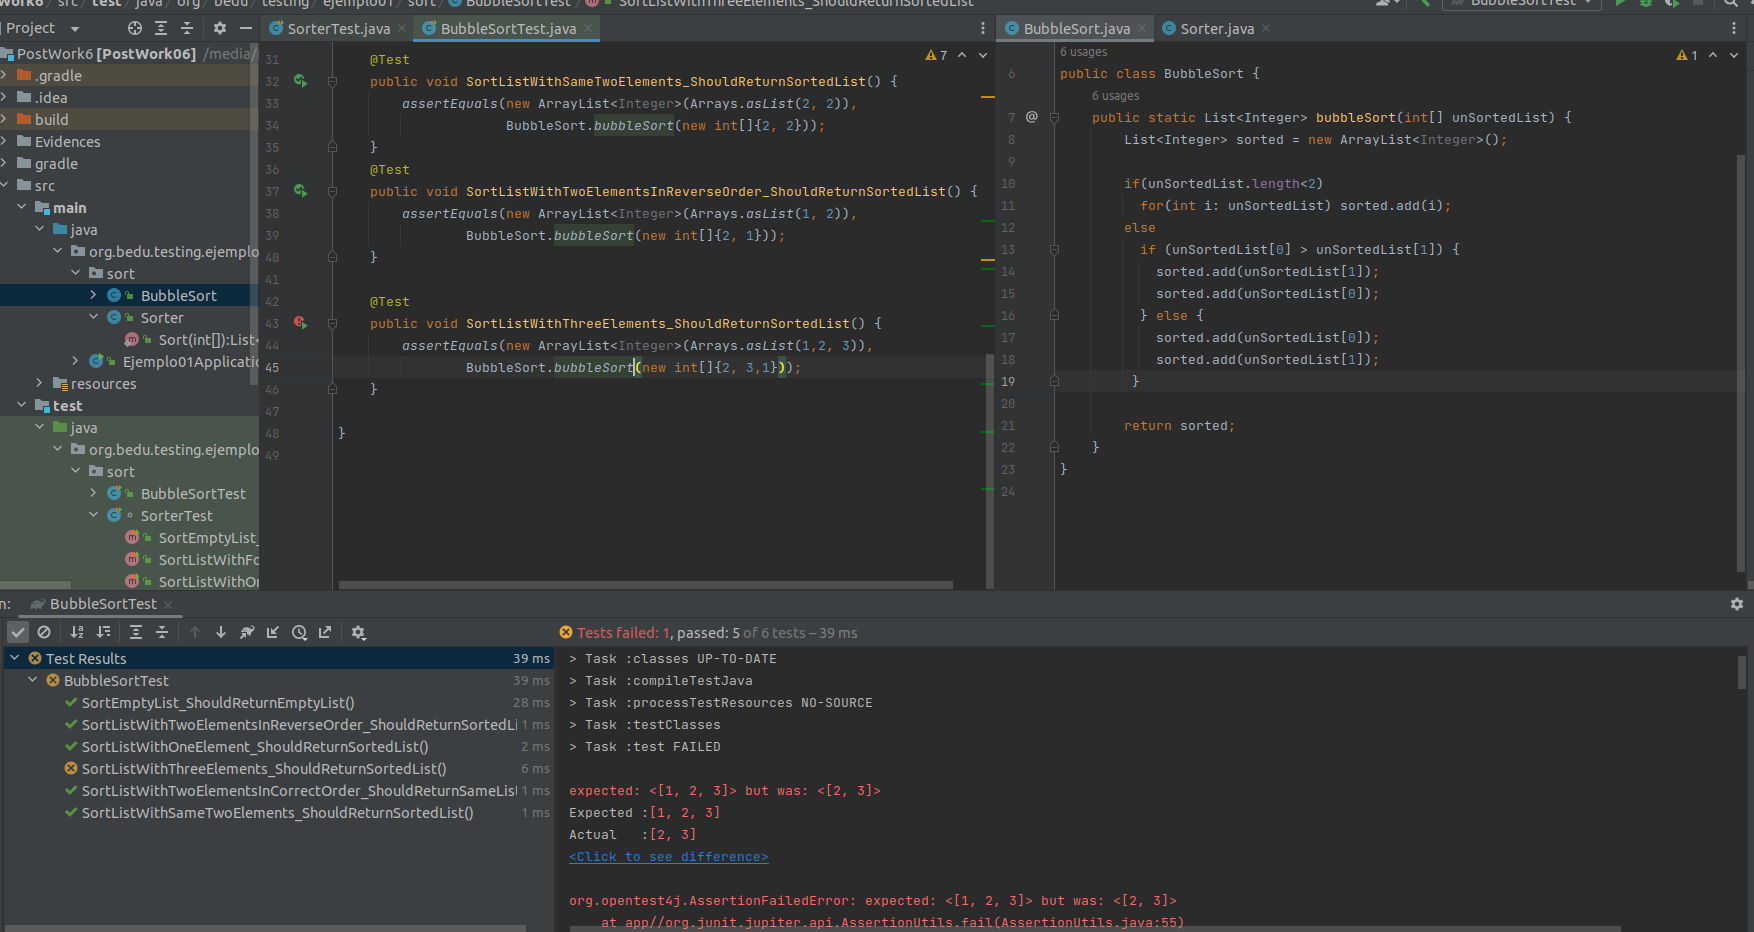 Work6 src test java org bedu testing ejemplo01 sort BubbleSortTest SortListWithThreeElements_ShouldReturnSortedList BubbleSortTest
Project
SorterTest.java
BubbleSortTest.java
BubbleSort.java
Sorter.java
PostWork6 [PostWork06] /media/
.gradle
.idea
build
Evidences
gradle
src
main
java
org.bedu.testing.ejemplo
sort
BubbleSort
Sorter
Sort(int[]):List<
Ejemplo01Applicatio
resources
test
java
org.bedu.testing.ejemplo
sort
BubbleSortTest
SorterTest
SortEmptyList_
SortListWithFo
SortListWithOn
7
31 @Test
32 public void SortListWithSameTwoElements_ShouldReturnSortedList() {
33 assertEquals(new ArrayList<Integer>(Arrays.asList(2, 2)),
34 BubbleSort.bubbleSort(new int[]{2, 2}));
35 }
36 @Test
37 public void SortListWithTwoElementsInReverseOrder_ShouldReturnSortedList() {
38 assertEquals(new ArrayList<Integer>(Arrays.asList(1, 2)),
39 BubbleSort.bubbleSort(new int[]{2, 1}));
40 }
41
42 @Test
43 public void SortListWithThreeElements_ShouldReturnSortedList() {
44 assertEquals(new ArrayList<Integer>(Arrays.asList(1,2, 3)),
45 BubbleSort.bubbleSort(new int[]{2, 3,1}));
46 }
47
48 }
49
1
6 usages
6 public class BubbleSort {
6 usages
7 @ public static List<Integer> bubbleSort(int[] unSortedList) {
8 List<Integer> sorted = new ArrayList<Integer>();
9
10 if(unSortedList.length<2)
11 for(int i: unSortedList) sorted.add(i);
12 else
13 if (unSortedList[0] > unSortedList[1]) {
14 sorted.add(unSortedList[1]);
15 sorted.add(unSortedList[0]);
16 } else {
17 sorted.add(unSortedList[0]);
18 sorted.add(unSortedList[1]);
19 }
20
21 return sorted;
22 }
23 }
24
n: BubbleSortTest
Tests failed: 1, passed: 5 of 6 tests – 39 ms
Test Results 39 ms
BubbleSortTest 39 ms
SortEmptyList_ShouldReturnEmptyList() 28 ms
SortListWithTwoElementsInReverseOrder_ShouldReturnSortedLi 1 ms
SortListWithOneElement_ShouldReturnSortedList() 2 ms
SortListWithThreeElements_ShouldReturnSortedList() 6 ms
SortListWithTwoElementsInCorrectOrder_ShouldReturnSameList 1 ms
SortListWithSameTwoElements_ShouldReturnSortedList() 1 ms
> Task :classes UP-TO-DATE
> Task :compileTestJava
> Task :processTestResources NO-SOURCE
> Task :testClasses
> Task :test FAILED
expected: <[1, 2, 3]> but was: <[2, 3]>
Expected :[1, 2, 3]
Actual :[2, 3]
<Click to see difference>
org.opentest4j.AssertionFailedError: expected: <[1, 2, 3]> but was: <[2, 3]>
at app//org.junit.jupiter.api.AssertionUtils.fail(AssertionUtils.java:55)